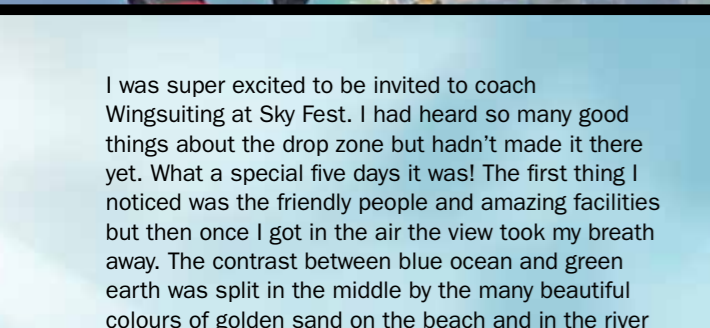 I was super excited to be invited to coach
Wingsuiting at Sky Fest. I had heard so many good
things about the drop zone but hadn’t made it there
yet. What a special five days it was! The first thing I
noticed was the friendly people and amazing facilities
but then once I got in the air the view took my breath
away. The contrast between blue ocean and green
earth was split in the middle by the many beautiful
colours of golden sand on the beach and in the river